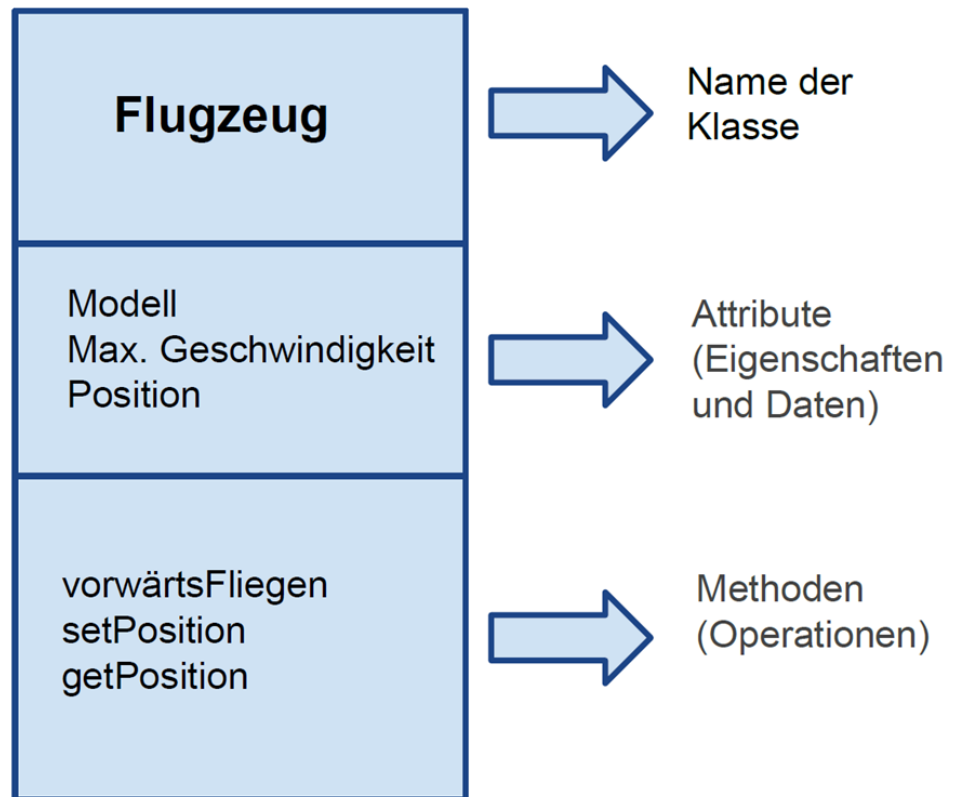 Flugzeug
Name der
Klasse
Modell
Max. Geschwindigkeit
Position
Attribute
(Eigenschaften
und Daten)
vorwärtsFliegen
setPosition
getPosition
Methoden
(Operationen)